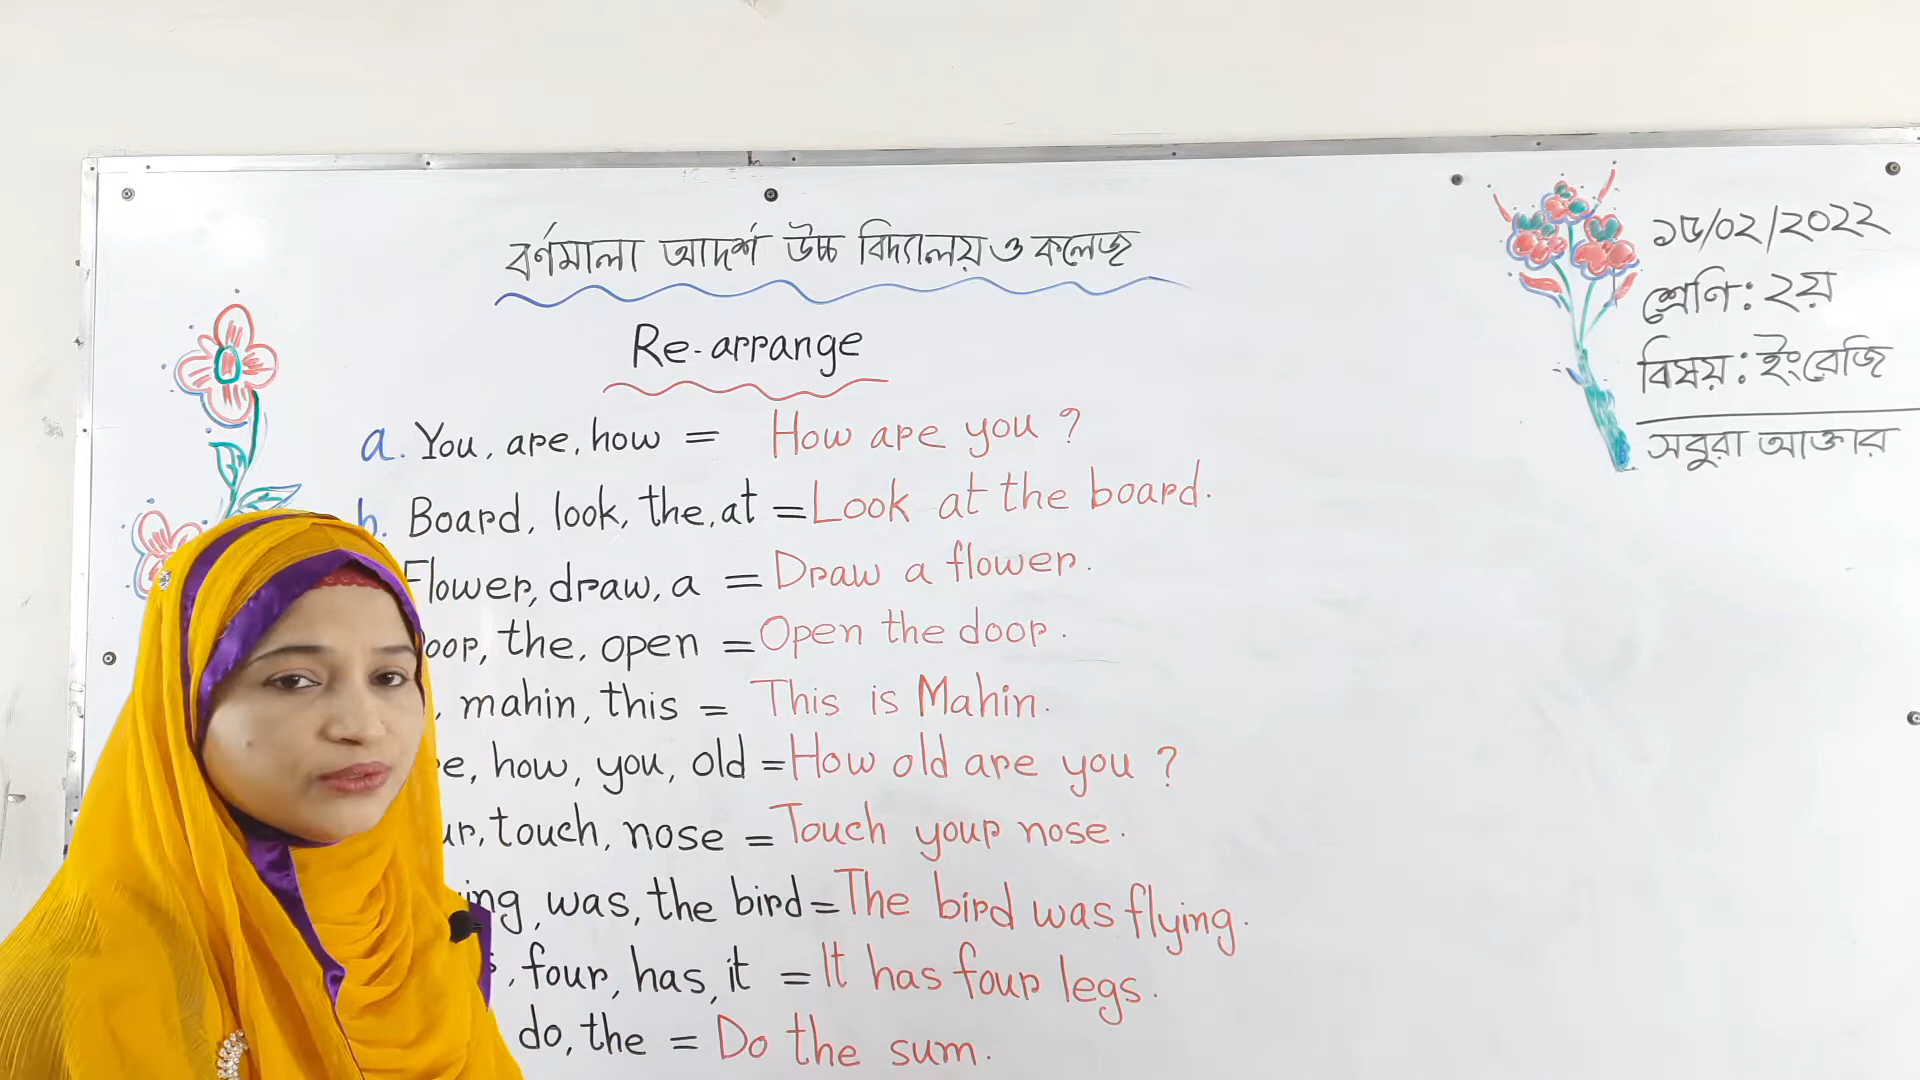 বর্ণমালা আদর্শ উচ্চ বিদ্যালয় ও কলেজ
Re-arrange
a. You, are, how = How are you ?
b. Board, look, the, at = Look at the board.
Flower, draw, a = Draw a flower.
the, open = Open the door.
, mahin, this = This is Mahin.
, how, you, old = How old are you ?
, touch, nose = Touch your nose.
, was, the bird = The bird was flying.
, four, has, it = It has four legs.
do, the = Do the sum.
১৫/০২/২০২২
শ্রেণি : ২য়
বিষয় : ইংরেজি
সবুরা আক্তার